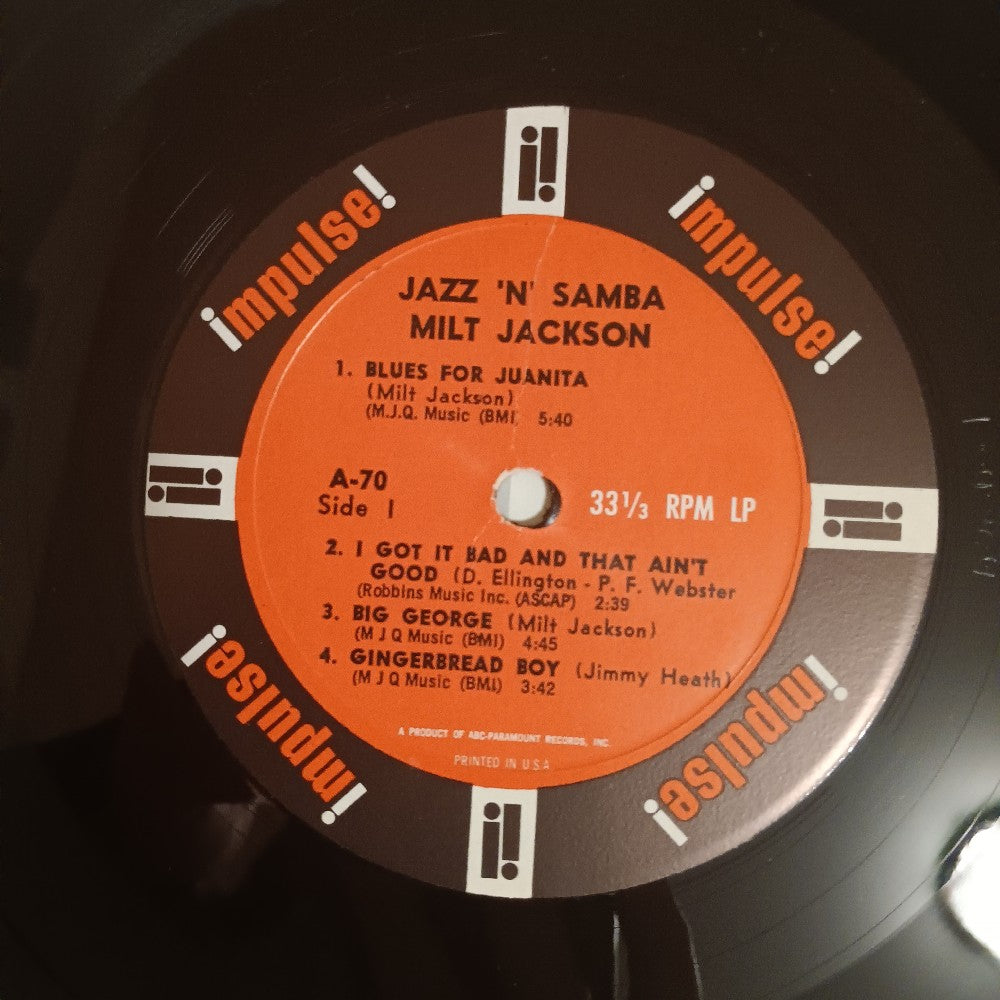 impulse!
impulse!
JAZZ 'N' SAMBA
MILT JACKSON
1. BLUES FOR JUANITA
(Milt Jackson)
(M.J.Q. Music (BMI) 5:40
A-70
Side I
33 1/3 RPM LP
2. I GOT IT BAD AND THAT AIN'T
GOOD (D. Ellington - P. F. Webster
(Robbins Music Inc. (ASCAP) 2:39
3. BIG GEORGE (Milt Jackson)
(M J Q Music (BMI) 4:45
4. GINGERBREAD BOY (Jimmy Heath)
(M J Q Music (BMI) 3:42
A PRODUCT OF ABC-PARAMOUNT RECORDS, INC.
PRINTED IN U.S.A
impulse!
impulse!